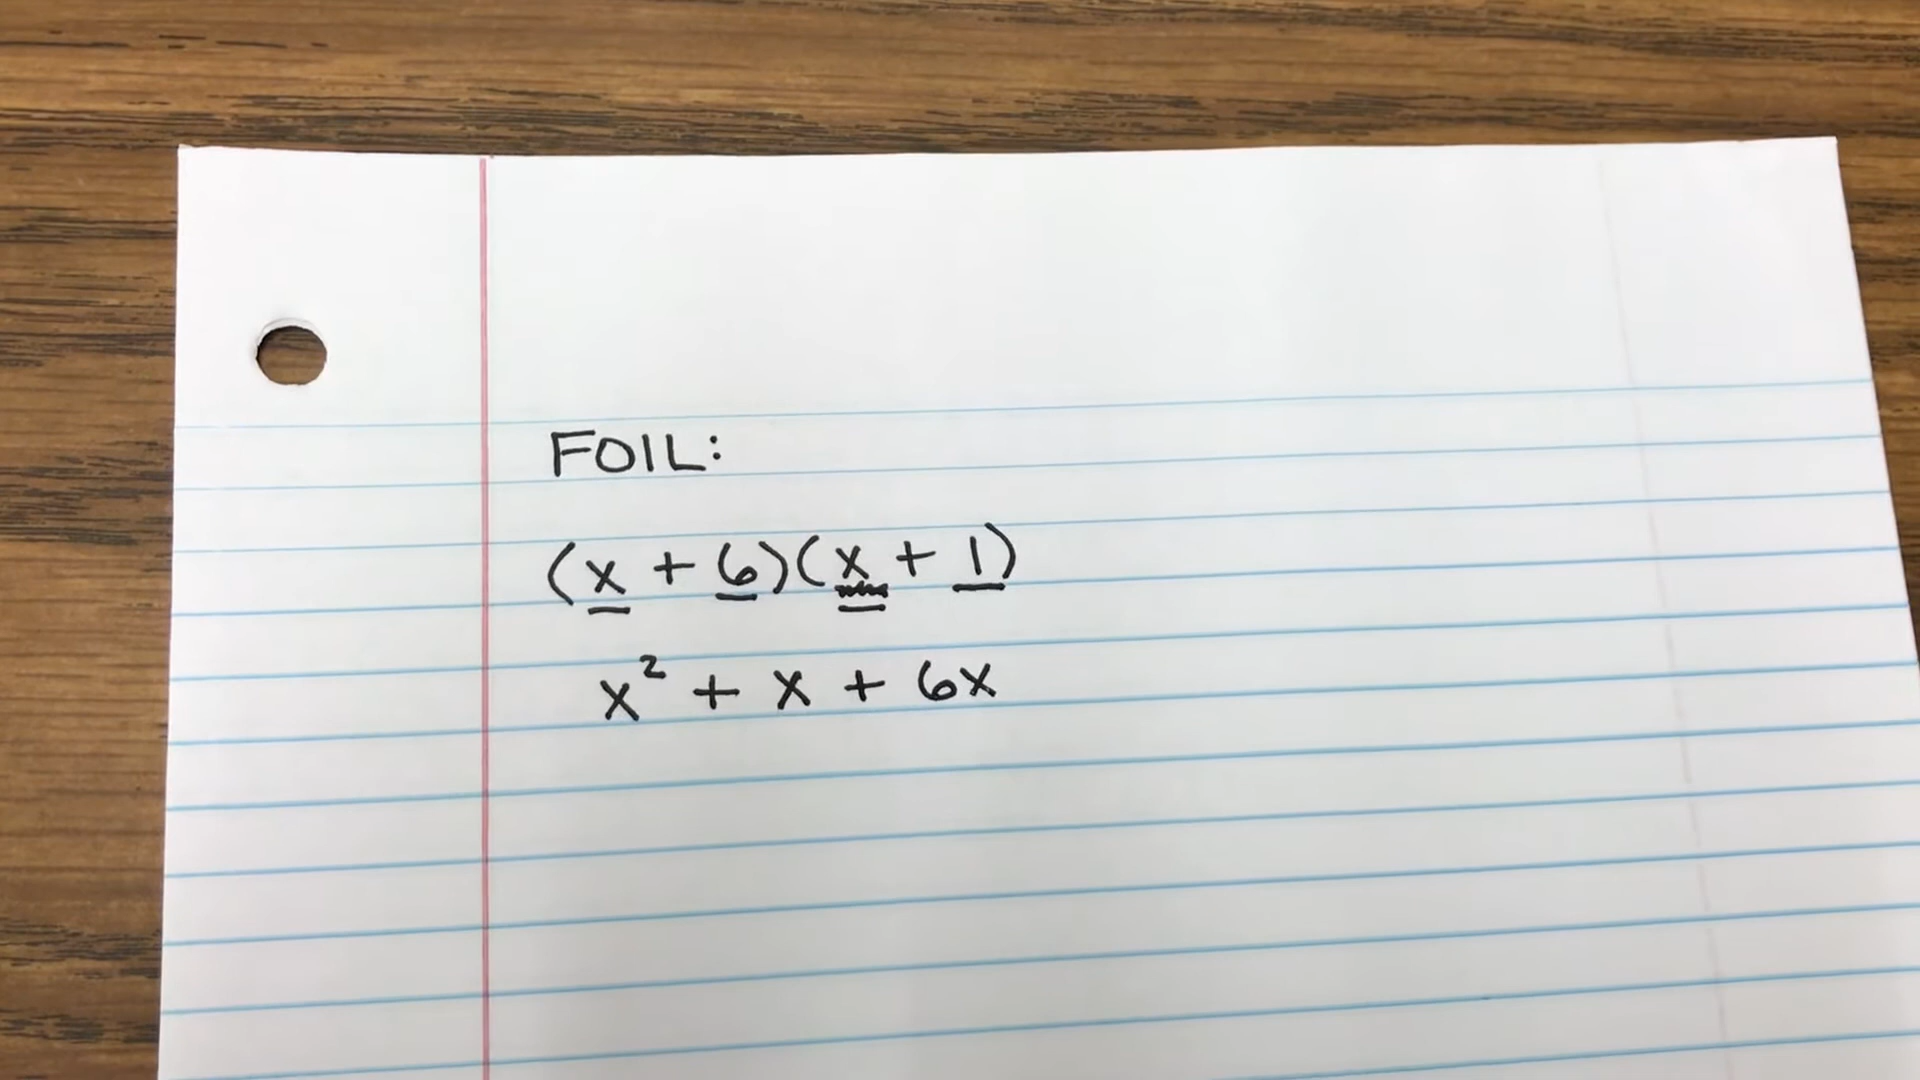 FOIL:
(x + 6)(x + 1)
x² + x + 6x